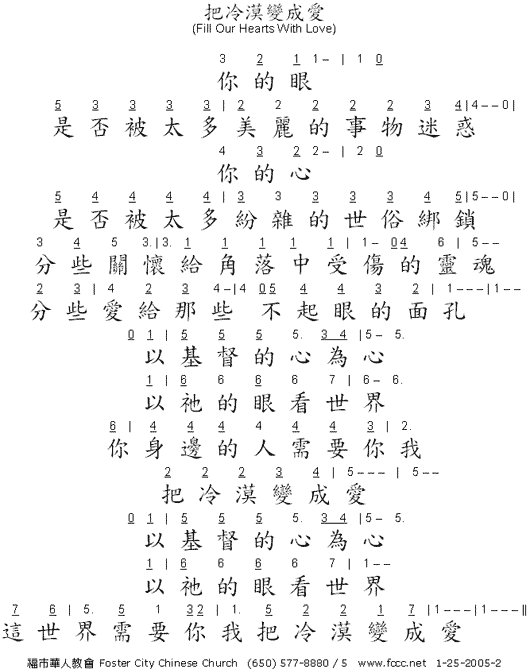 把冷漠變成愛
(Fill Our Hearts With Love)
3 2 1 1- | 1 0
你的眼
5 3 3 3 3 | 2 2 2 2 2 3 4 | 4--0 |
是否被太多美麗的事物迷惑
4 3 2 2- | 2 0
你的心
5 4 4 4 4 | 3 3 3 3 3 4 5 | 5--0 |
是否被太多紛雜的世俗綁鎖
3 4 5 3. | 3. 1 1 1 1 1 1 | 1- 04 6 | 5--
分些關懷給角落中受傷的靈魂
2 3 | 4 2 3 4- | 4 05 4 4 3 2 | 1--- | 1--
分些愛給那些 不起眼的面孔
0 1 | 5 5 5 5. 3 4 | 5- 5.
以基督的心為心
1 | 6 6 6 6 7 | 6- 6.
以祂的眼看世界
6 | 4 4 4 4 4 4 3 | 2.
你身邊的人需要你我
2 2 2 3 4 | 5--- | 5--
把冷漠變成愛
0 1 | 5 5 5 5. 3 4 | 5- 5.
以基督的心為心
1 | 6 6 6 6 7 | 1--
以祂的眼看世界
7 6 | 5. 5 1 32 | 1. 5 2 2 1 7 | 1--- | 1--‖
這世界需要你我把冷漠變成愛
福市華人教會 Foster City Chinese Church (650) 577-8880 / S www.fccc.net 1-25-2005-2